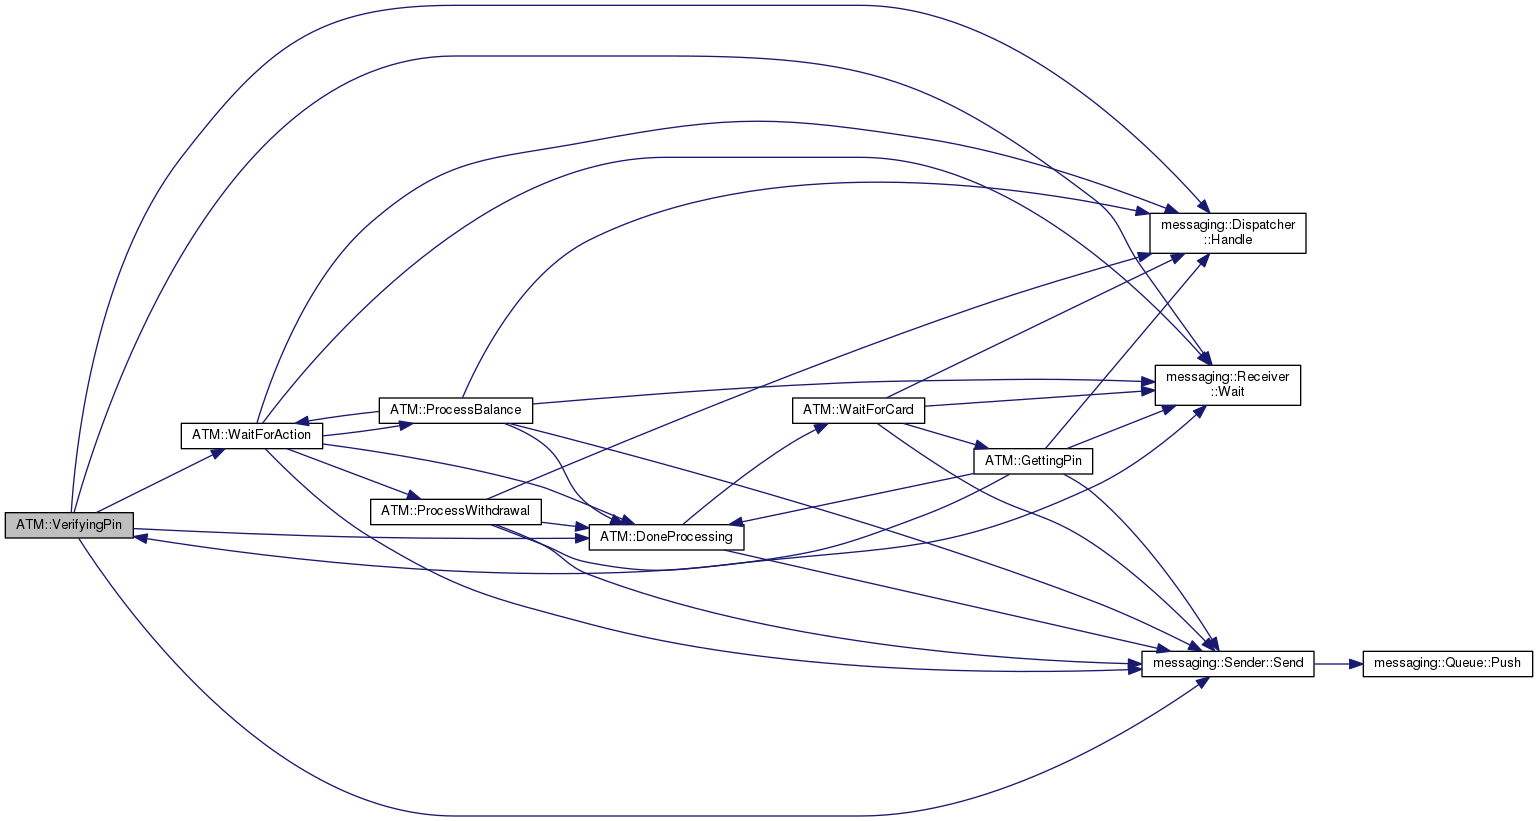 messaging::Dispatcher
::Handle
messaging::Receiver
::Wait
ATM::ProcessBalance
ATM::WaitForCard
ATM::WaitForAction
ATM::GettingPin
ATM::ProcessWithdrawal
ATM::VerifyingPin
ATM::DoneProcessing
messaging::Sender::Send
messaging::Queue::Push